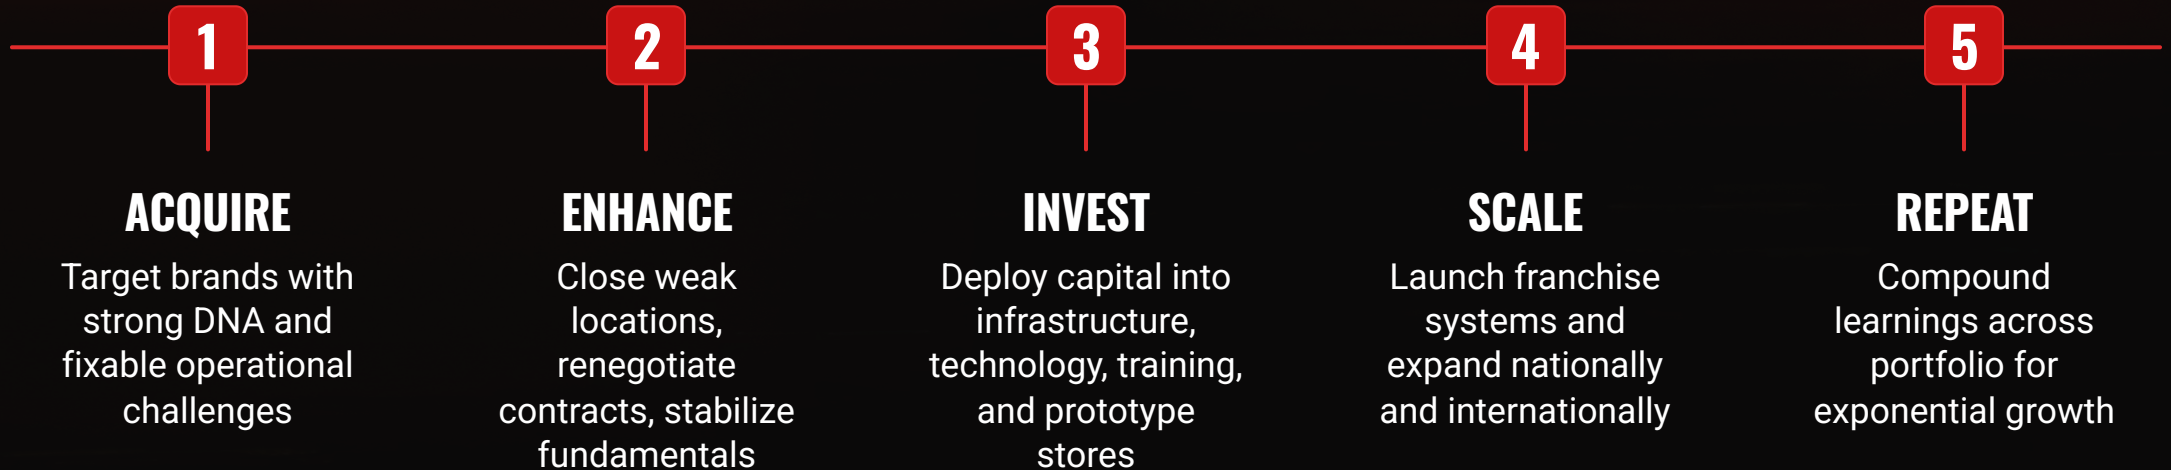 1
2
3
4
5
ACQUIRE
Target brands with
strong DNA and
fixable operational
challenges
ENHANCE
Close weak
locations,
renegotiate
contracts, stabilize
fundamentals
INVEST
Deploy capital into
infrastructure,
technology, training,
and prototype
stores
SCALE
Launch franchise
systems and
expand nationally
and internationally
REPEAT
Compound
learnings across
portfolio for
exponential growth